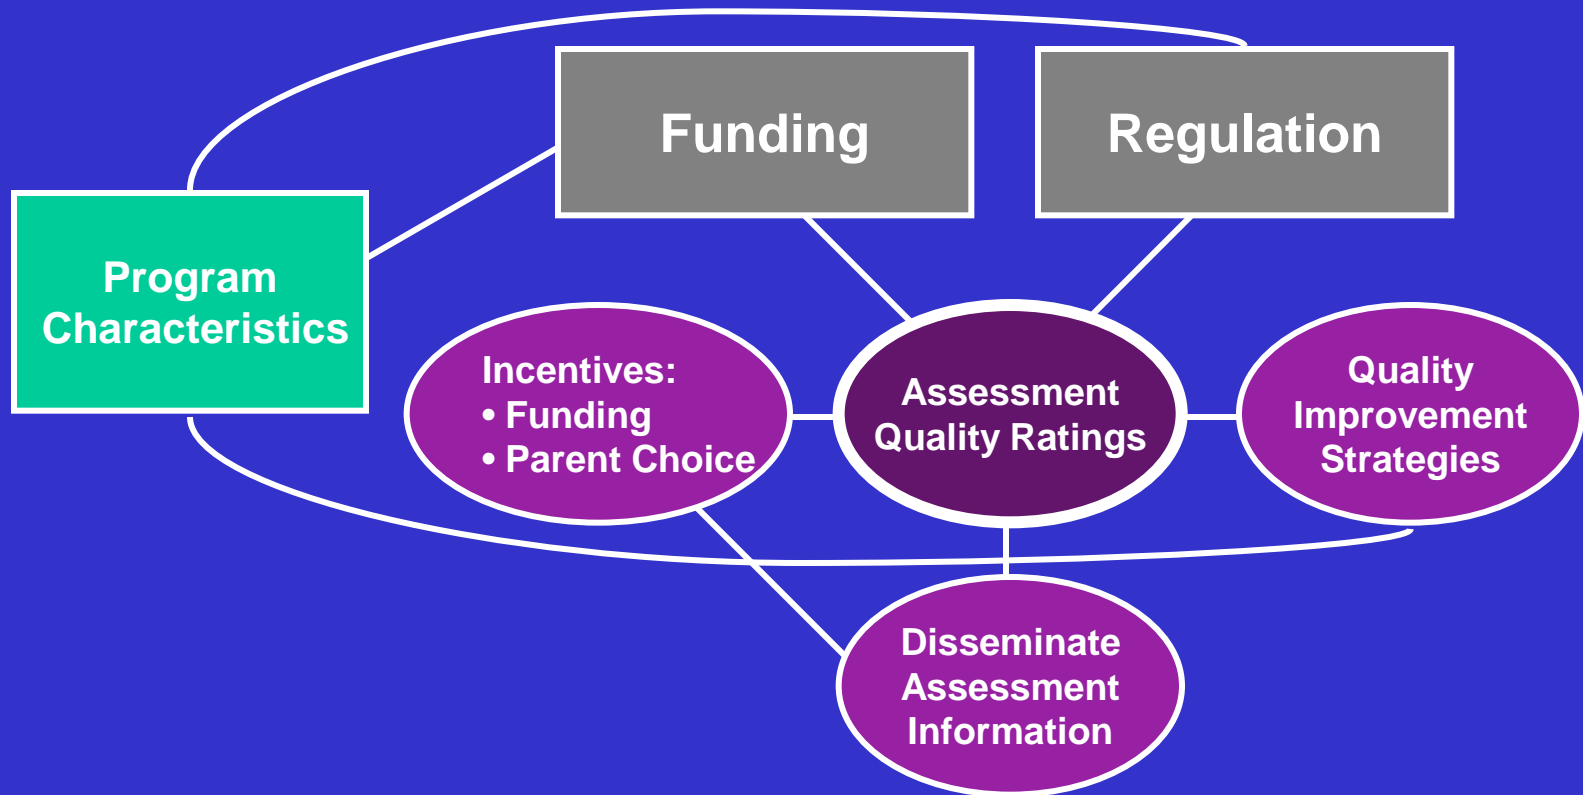 Funding
Regulation
Program
Characteristics
Incentives:
• Funding
• Parent Choice
Assessment
Quality Ratings
Quality
Improvement
Strategies
Disseminate
Assessment
Information